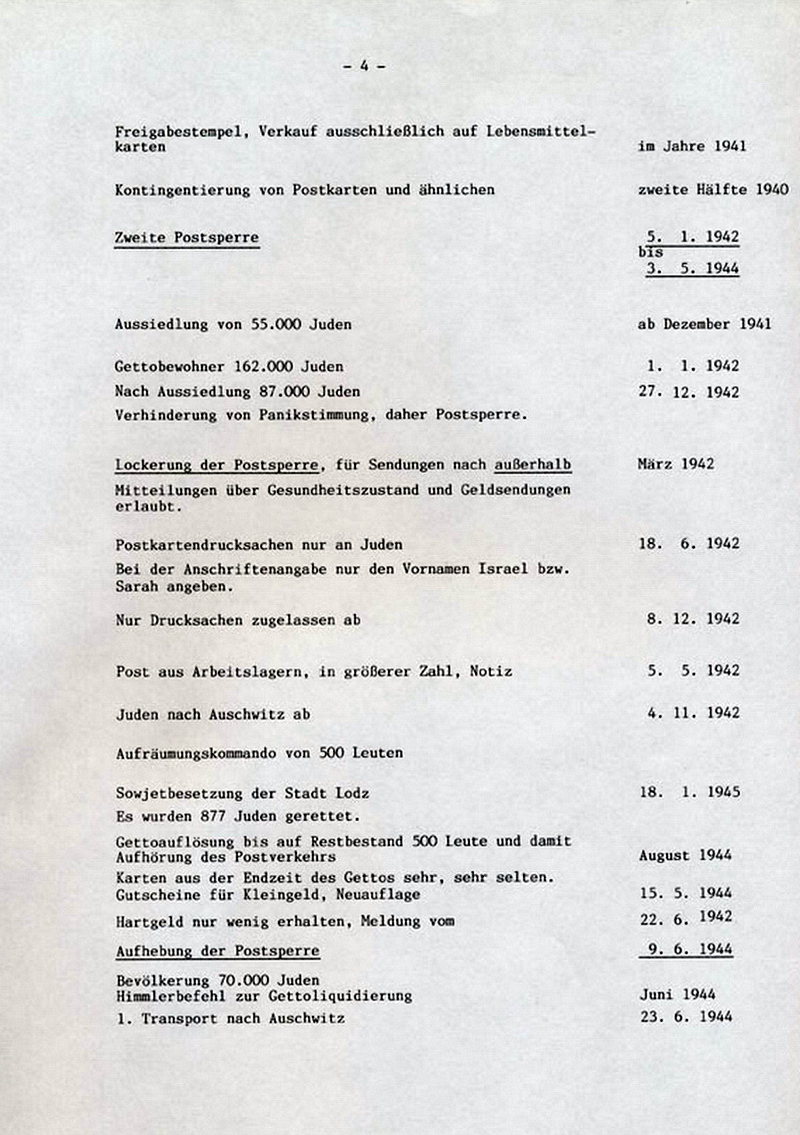 - 4 -
Freigabestempel, Verkauf ausschließlich auf Lebensmittel-
karten im Jahre 1941
Kontingentierung von Postkarten und ähnlichen zweite Hälfte 1940
Zweite Postsperre 5. 1. 1942
bis
3. 5. 1944
Aussiedlung von 55.000 Juden ab Dezember 1941
Gettobewohner 162.000 Juden 1. 1. 1942
Nach Aussiedlung 87.000 Juden 27. 12. 1942
Verhinderung von Panikstimmung, daher Postsperre.
Lockerung der Postsperre, für Sendungen nach außerhalb März 1942
Mitteilungen über Gesundheitszustand und Geldsendungen
erlaubt.
Postkartendrucksachen nur an Juden 18. 6. 1942
Bei der Anschriftenangabe nur den Vornamen Israel bzw.
Sarah angeben.
Nur Drucksachen zugelassen ab 8. 12. 1942
Post aus Arbeitslagern, in größerer Zahl, Notiz 5. 5. 1942
Juden nach Auschwitz ab 4. 11. 1942
Aufräumungskommando von 500 Leuten
Sowjetbesetzung der Stadt Lodz 18. 1. 1945
Es wurden 877 Juden gerettet.
Gettoauflösung bis auf Restbestand 500 Leute und damit
Aufhörung des Postverkehrs August 1944
Karten aus der Endzeit des Gettos sehr, sehr selten.
Gutscheine für Kleingeld, Neuauflage 15. 5. 1944
Hartgeld nur wenig erhalten, Meldung vom 22. 6. 1942
Aufhebung der Postsperre 9. 6. 1944
Bevölkerung 70.000 Juden
Himmlerbefehl zur Gettoliquidierung Juni 1944
1. Transport nach Auschwitz 23. 6. 1944